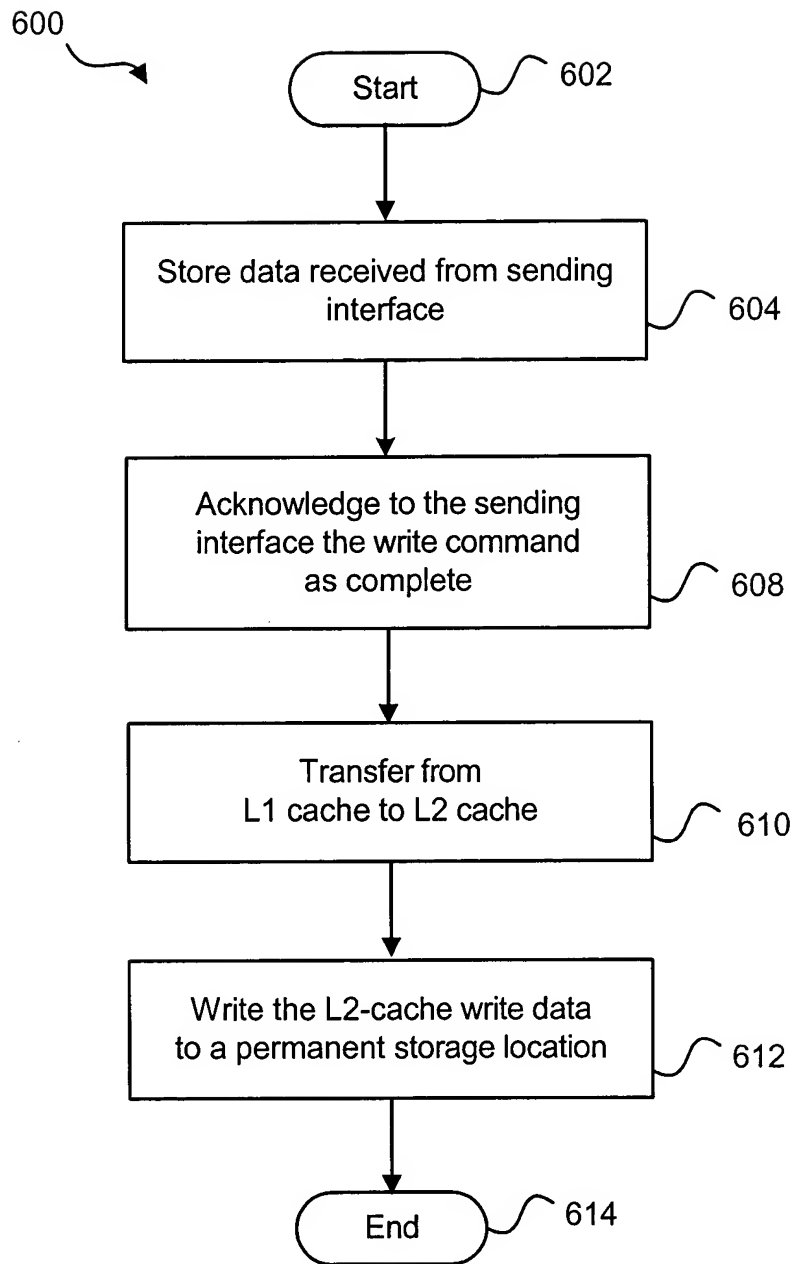 600
Start
602
Store data received from sending
interface
604
Acknowledge to the sending
interface the write command
as complete
608
Transfer from
L1 cache to L2 cache
610
Write the L2-cache write data
to a permanent storage location
612
End
614